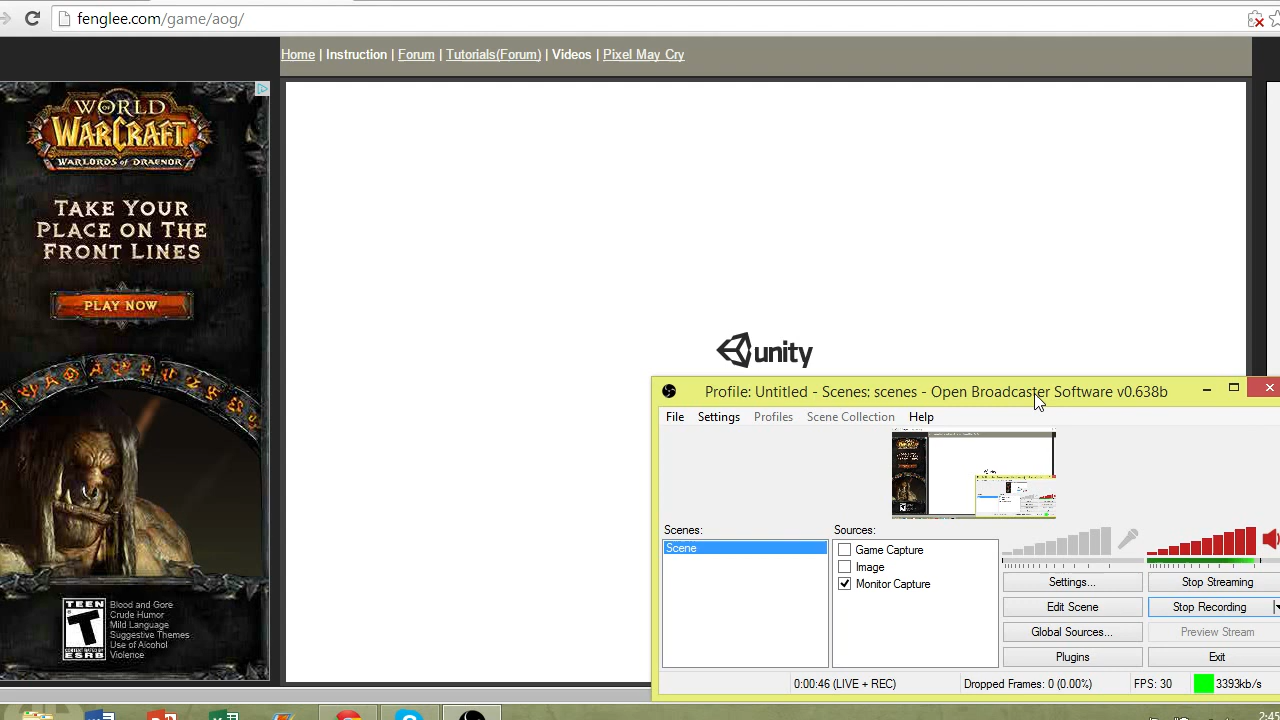 fenglee.com/game/aog/
Home | Instruction | Forum | Tutorials(Forum) | Videos | Pixel May Cry
WORLD
OF
WARCRAFT
WARLORDS OF DRAENOR
TAKE YOUR
PLACE ON THE
FRONT LINES
PLAY NOW
TEEN
T
CONTENT RATED BY
ESRB
Blood and Gore
Crude Humor
Mild Language
Suggestive Themes
Use of Alcohol
Violence
unity
Profile: Untitled - Scenes: scenes - Open Broadcaster Software v0.638b
File Settings Profiles Scene Collection Help
Scenes:
Scene
Sources:
Game Capture
Image
Monitor Capture
Settings...
Stop Streaming
Edit Scene
Stop Recording
Global Sources...
Preview Stream
Plugins
Exit
0:00:46 (LIVE + REC)
Dropped Frames: 0 (0.00%)
FPS: 30
3393kb/s